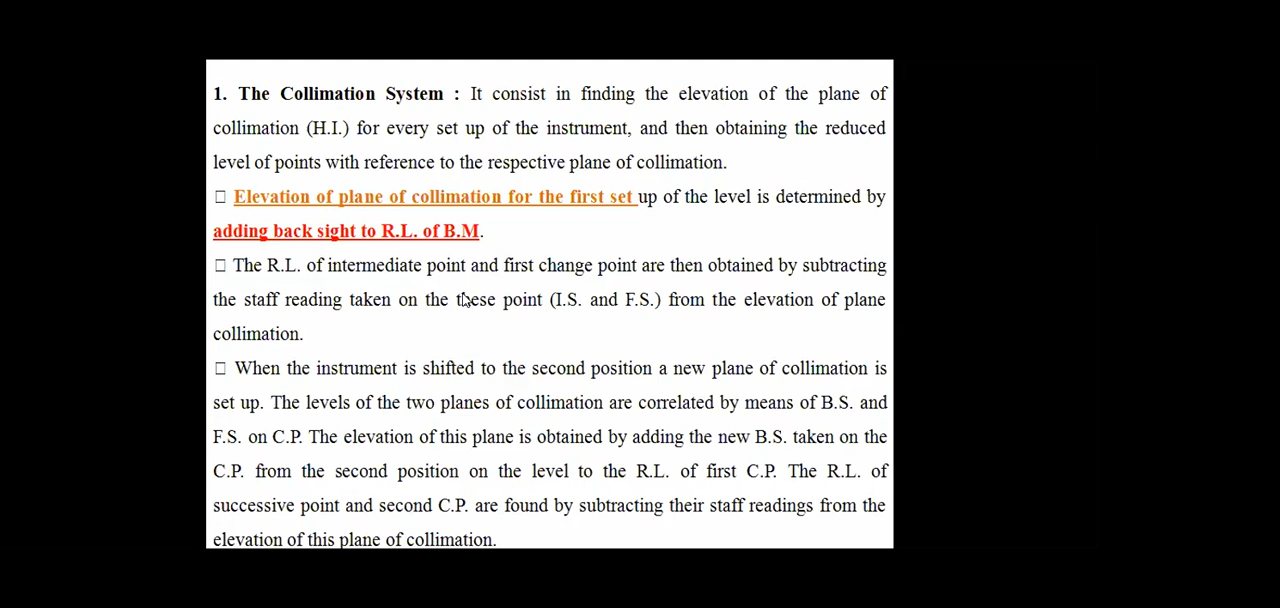 1. The Collimation System : It consist in finding the elevation of the plane of
collimation (H.I.) for every set up of the instrument, and then obtaining the reduced
level of points with reference to the respective plane of collimation.
□ Elevation of plane of collimation for the first set up of the level is determined by
adding back sight to R.L. of B.M.
□ The R.L. of intermediate point and first change point are then obtained by subtracting
the staff reading taken on the these point (I.S. and F.S.) from the elevation of plane
collimation.
□ When the instrument is shifted to the second position a new plane of collimation is
set up. The levels of the two planes of collimation are correlated by means of B.S. and
F.S. on C.P. The elevation of this plane is obtained by adding the new B.S. taken on the
C.P. from the second position on the level to the R.L. of first C.P. The R.L. of
successive point and second C.P. are found by subtracting their staff readings from the
elevation of this plane of collimation.